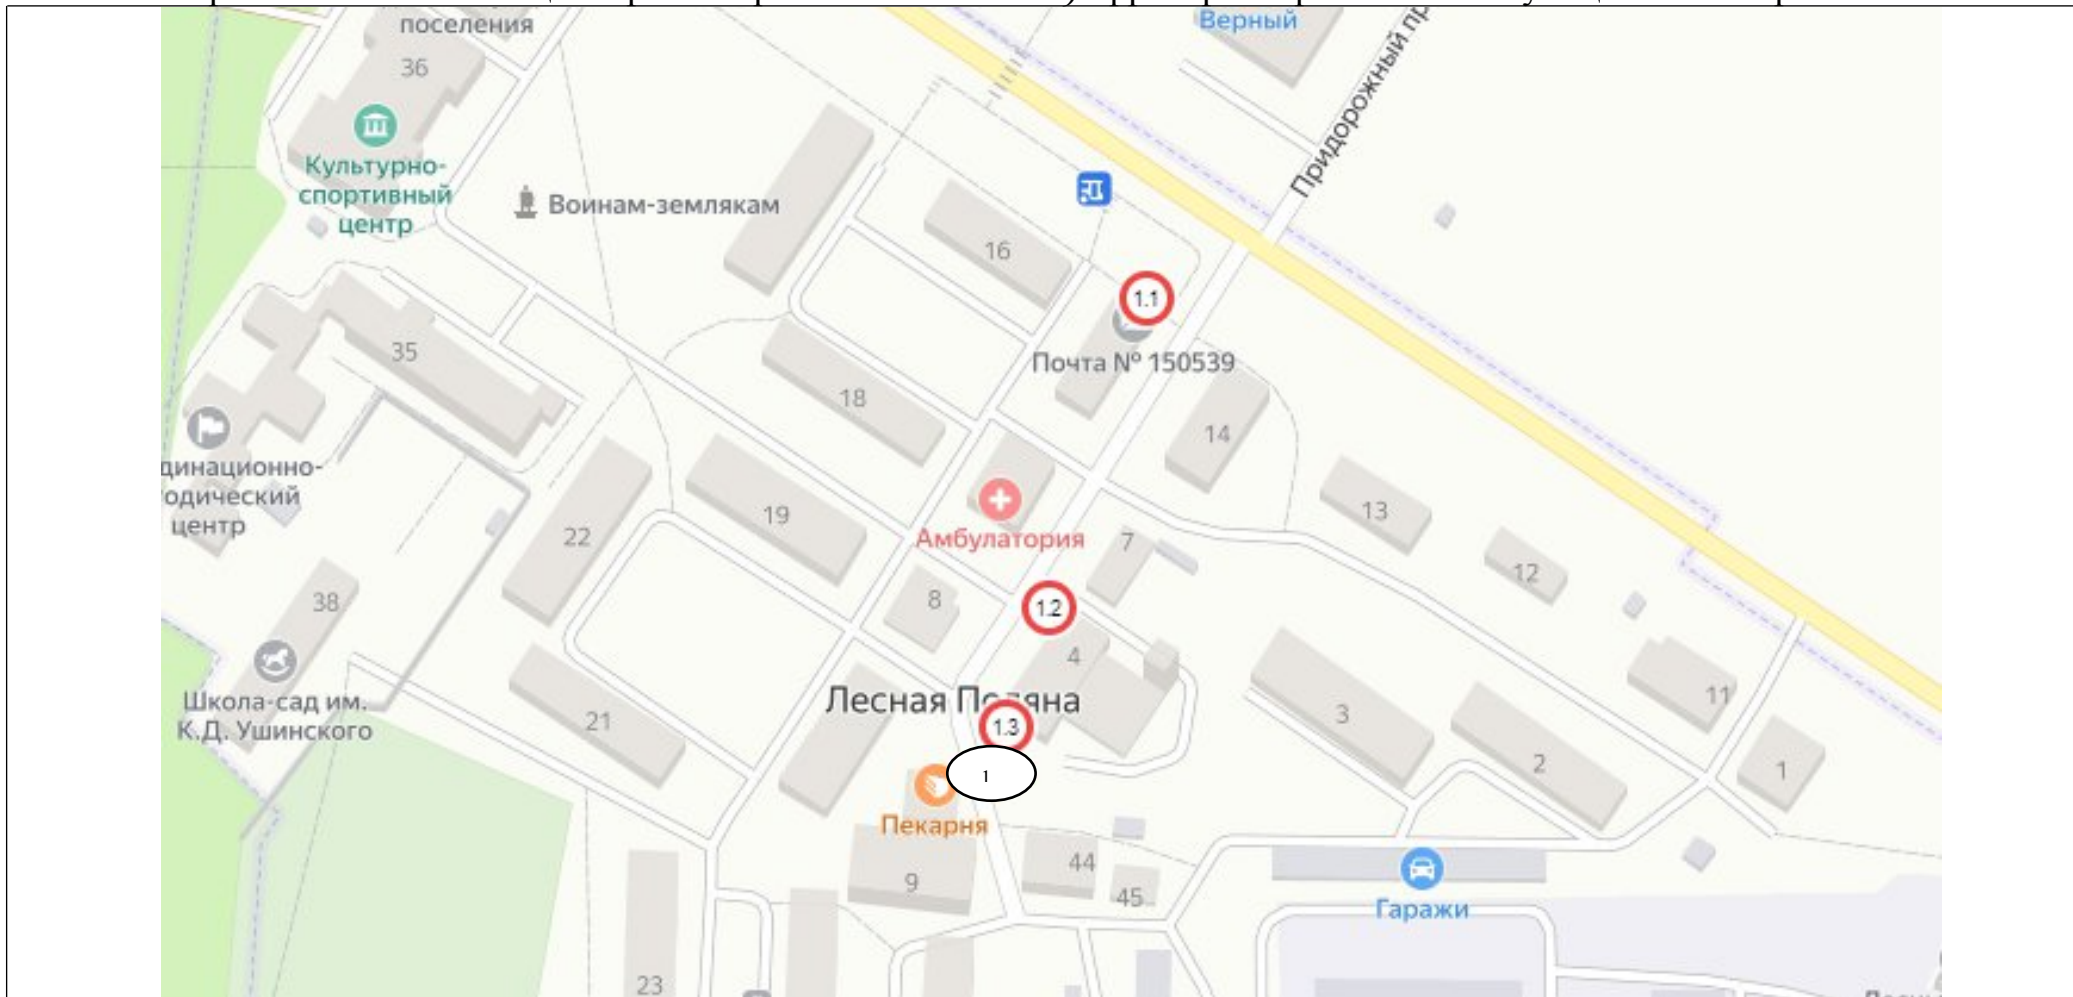 поселения
Верный
Придорожный пр
36
Культурно-
спортивный
центр
Воинам-землякам
16
1.1
Почта № 150539
35
18
14
динационно-
одический
центр
Амбулатория
19
22
7
13
12
38
8
1.2
4
Школа-сад им.
К.Д. Ушинского
Лесная Поляна
21
1.3
3
11
2
1
1
Пекарня
9
44
45
Гаражи
23